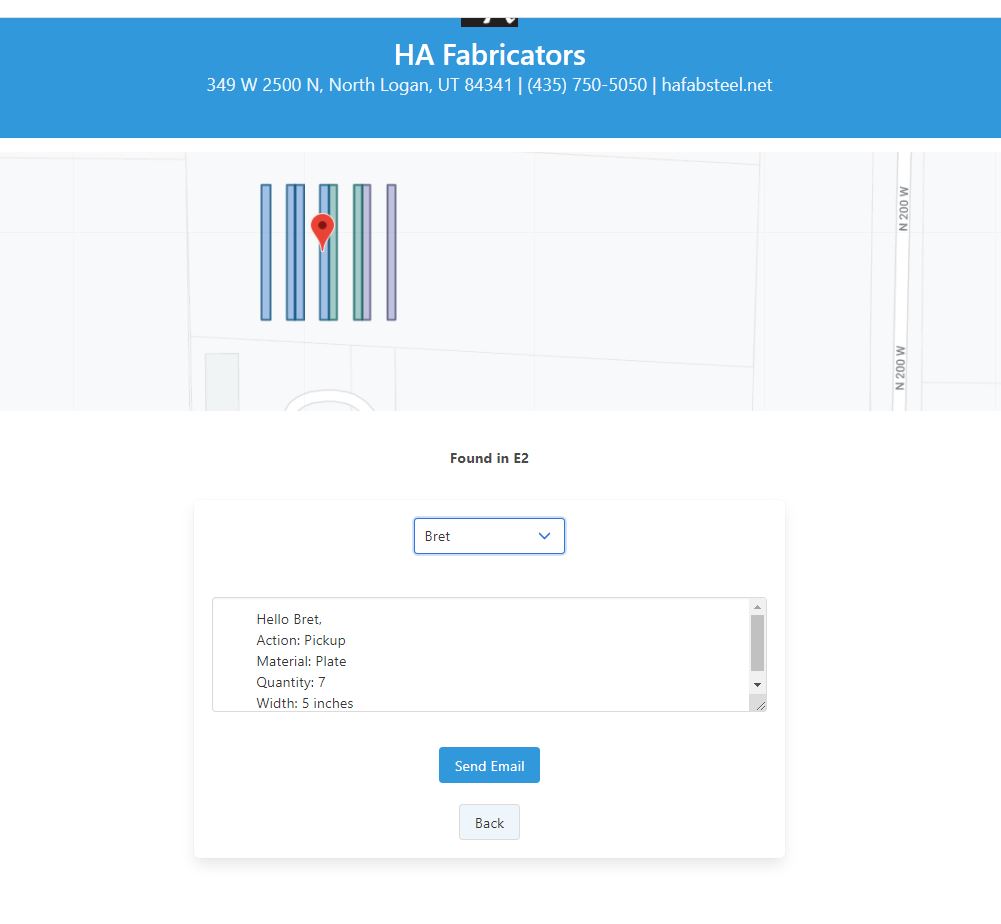 HA Fabricators
349 W 2500 N, North Logan, UT 84341 | (435) 750-5050 | hafabsteel.net
N 200 W
N 200 W
Found in E2
Bret
Hello Bret,
Action: Pickup
Material: Plate
Quantity: 7
Width: 5 inches
Send Email
Back